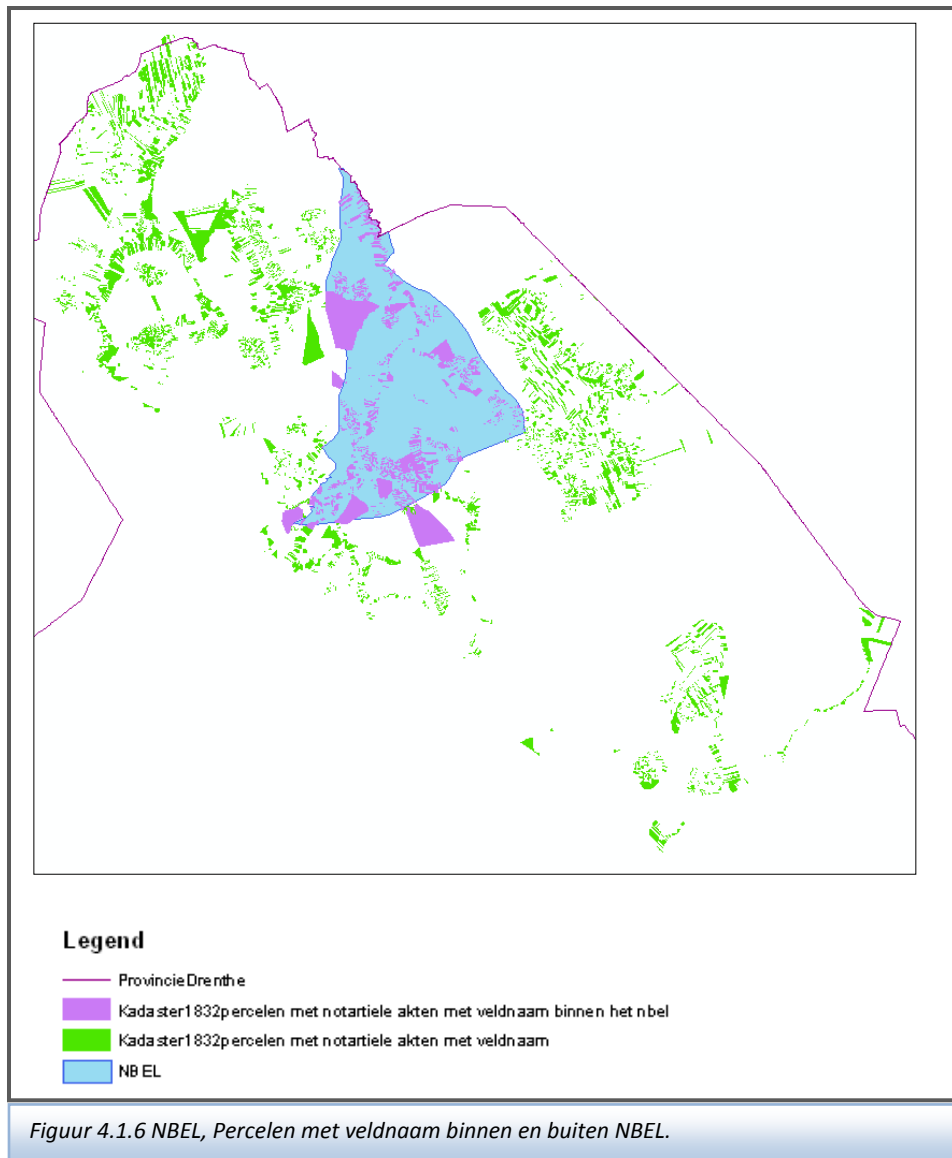 Legend
ProvincieDrenthe
Kadaster1832percelen met notartiele akten met veldnaam binnen het nbel
Kadaster1832percelen met notartiele akten met veldnaam
NBEL
Figuur 4.1.6 NBEL, Percelen met veldnaam binnen en buiten NBEL.